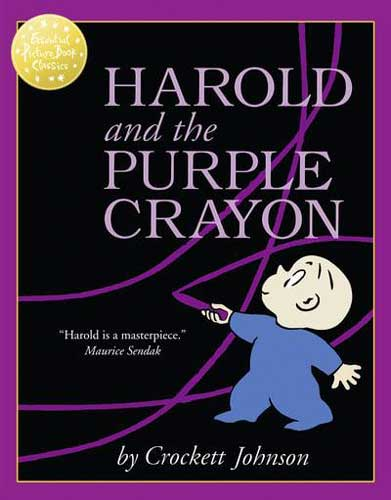 Essential
Picture Book
Classics
HAROLD
and the
PURPLE
CRAYON
“Harold is a masterpiece.”
Maurice Sendak
by Crockett Johnson